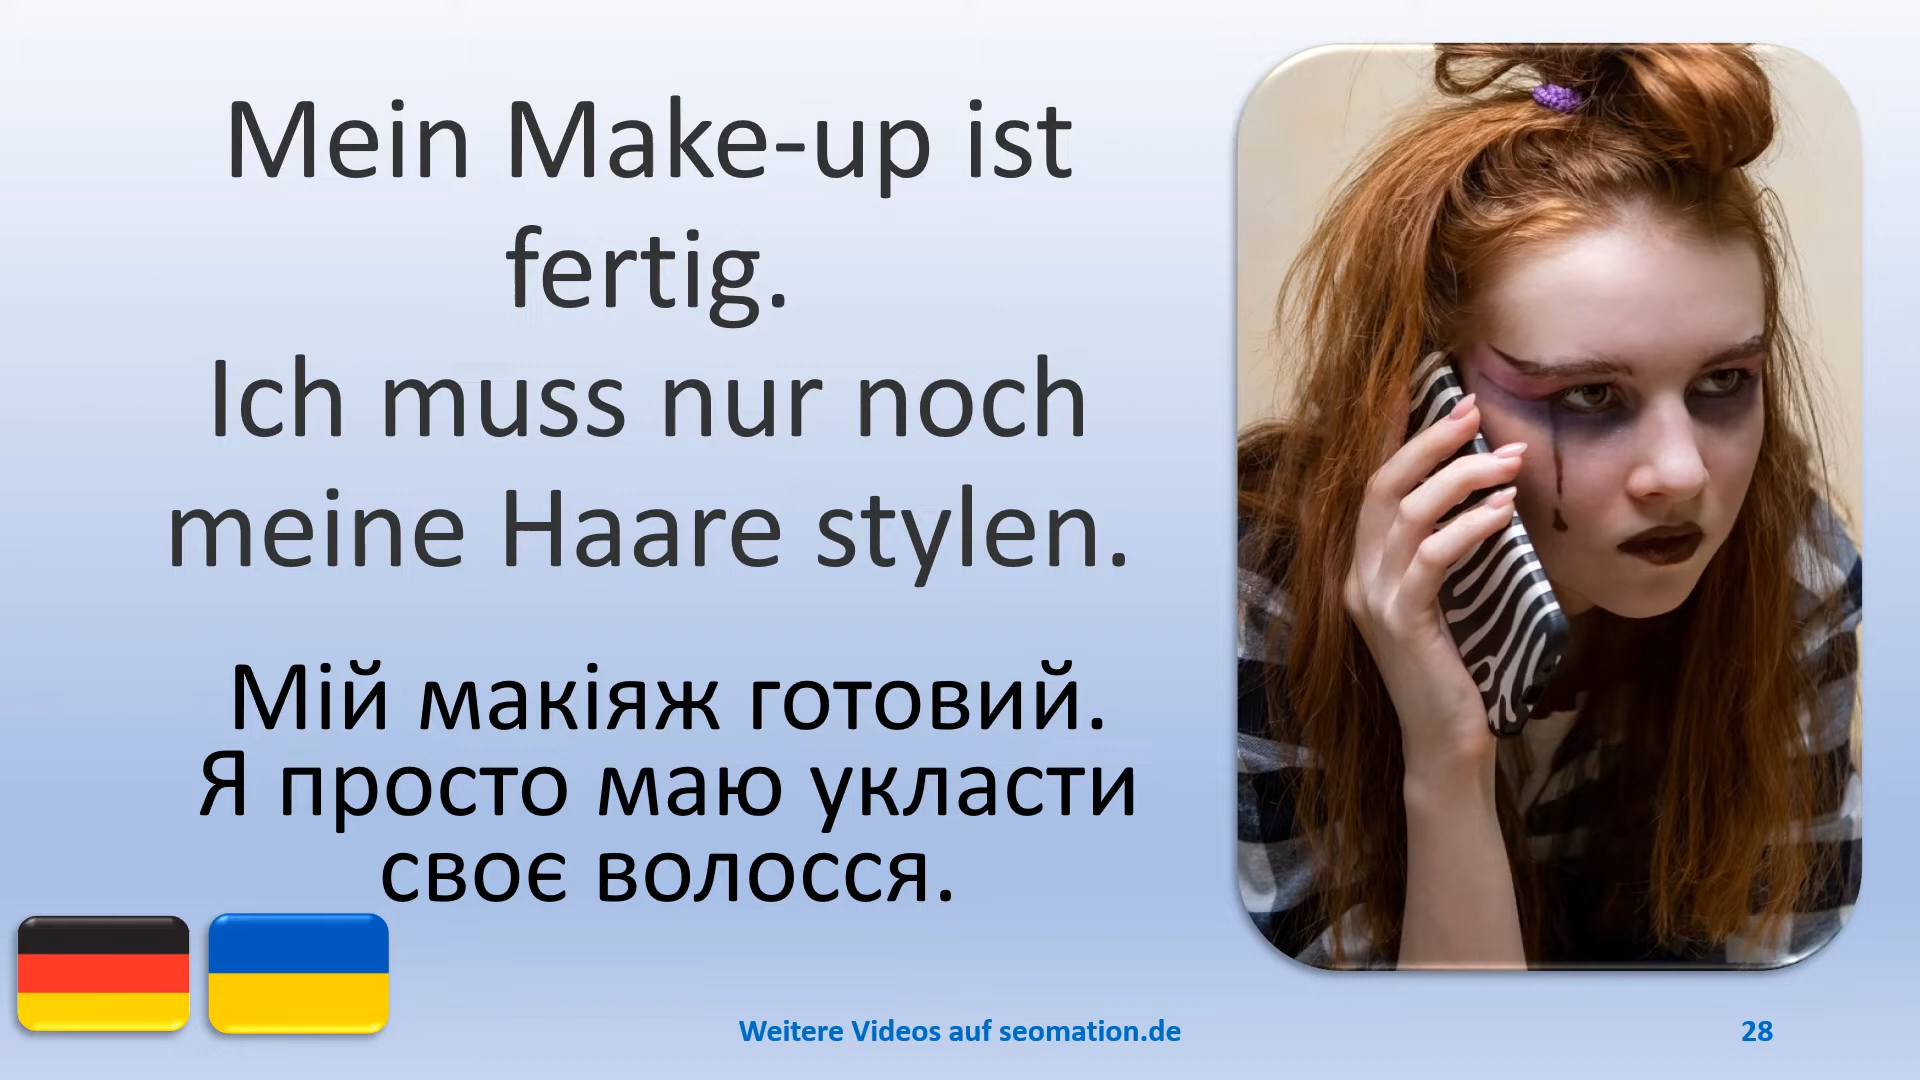 Mein Make-up ist
fertig.
Ich muss nur noch
meine Haare stylen.
Мій макіяж готовий.
Я просто маю укласти
своє волосся.
Weitere Videos auf seomation.de
28